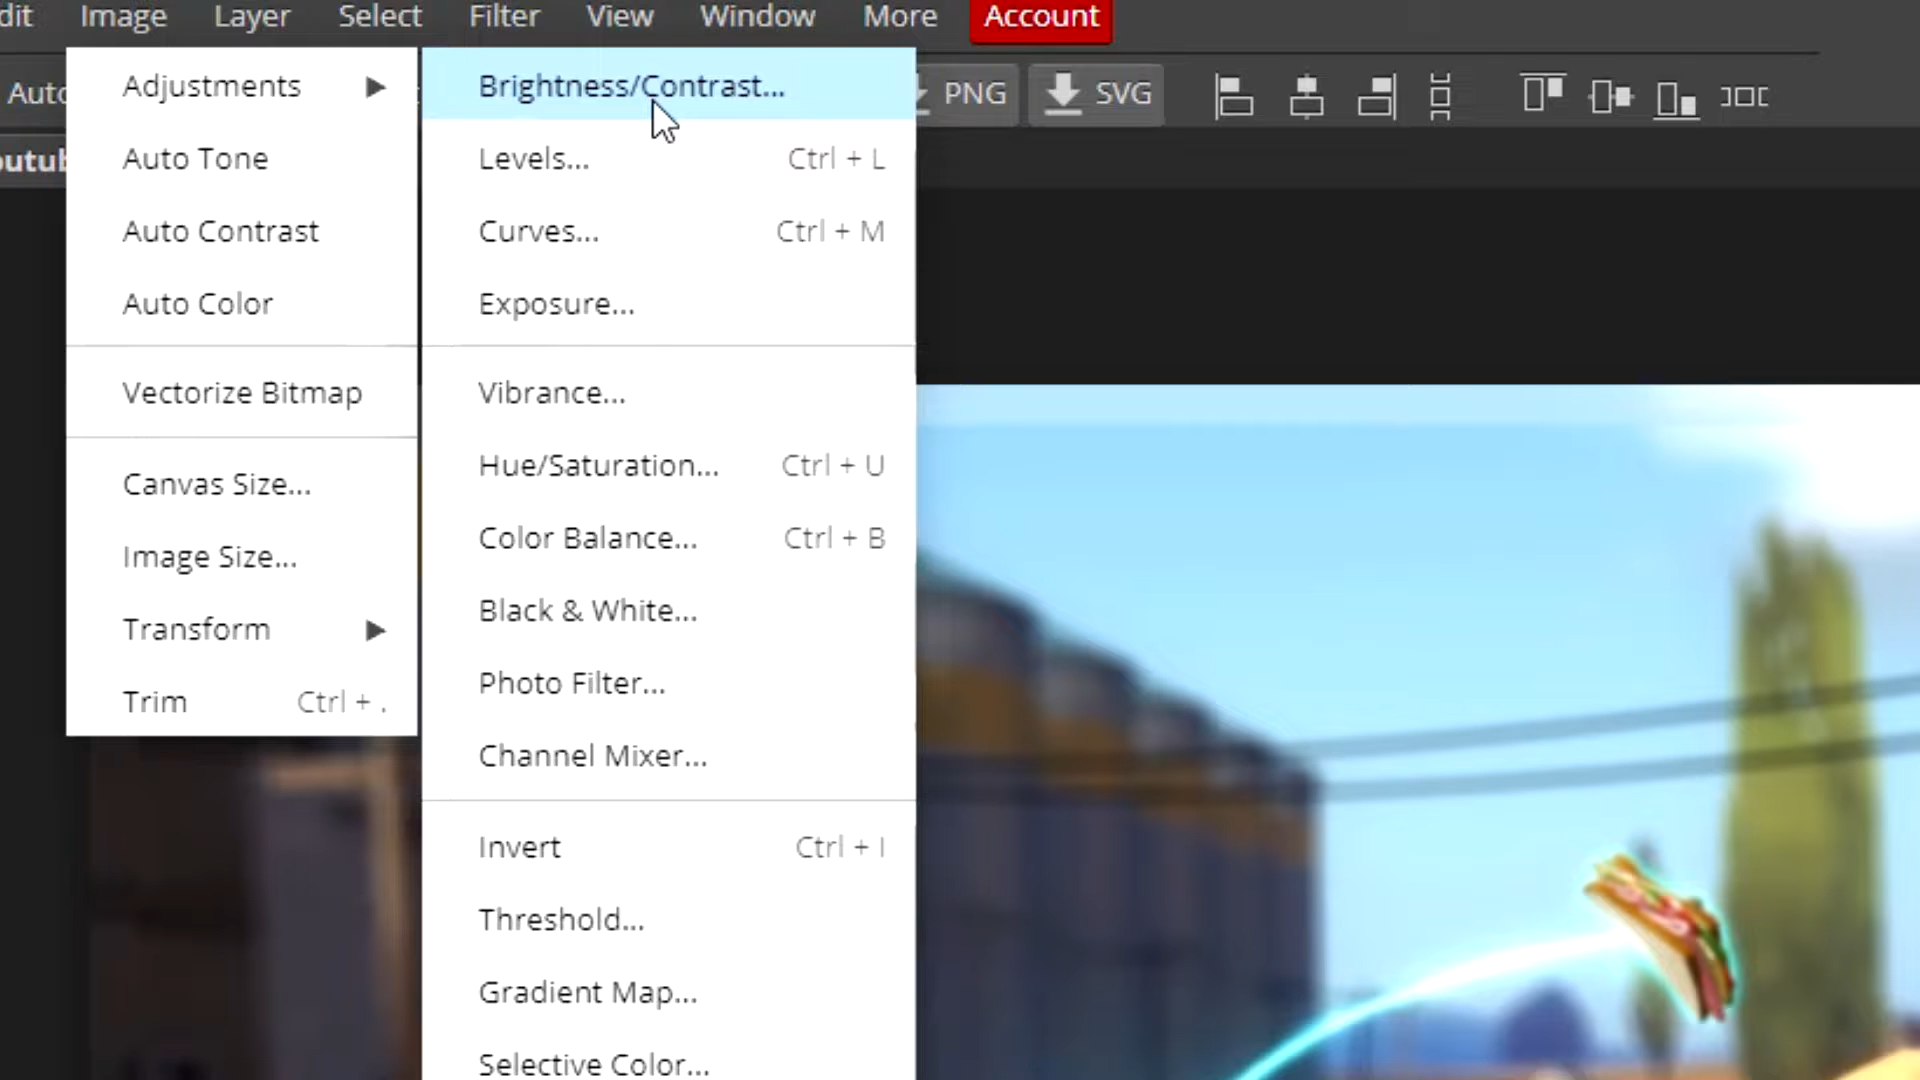 dit Image Layer Select Filter View Window More Account
Auto PNG SVG
outub
Adjustments
Auto Tone
Auto Contrast
Auto Color
Vectorize Bitmap
Canvas Size...
Image Size...
Transform
Trim Ctrl + .
Brightness/Contrast...
Levels... Ctrl + L
Curves... Ctrl + M
Exposure...
Vibrance...
Hue/Saturation... Ctrl + U
Color Balance... Ctrl + B
Black & White...
Photo Filter...
Channel Mixer...
Invert Ctrl + I
Threshold...
Gradient Map...
Selective Color...